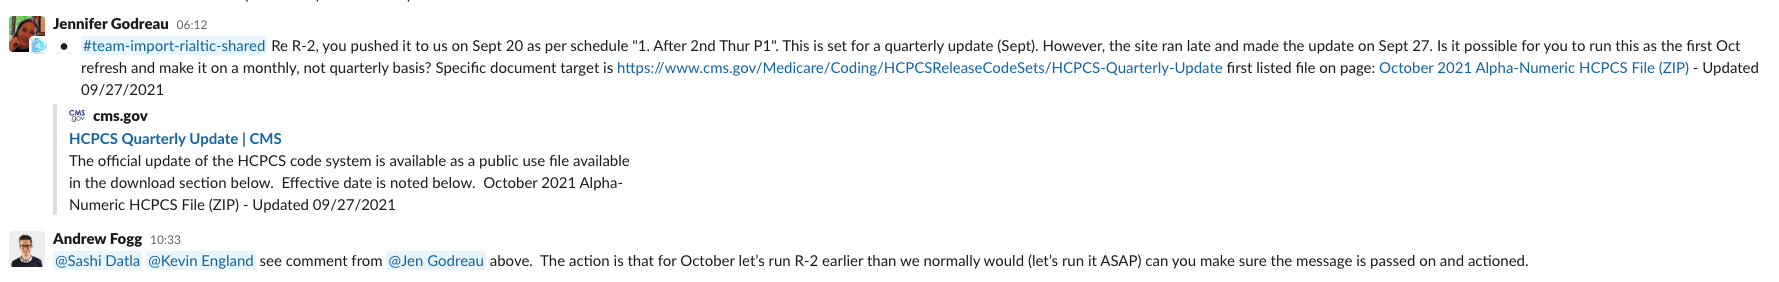 Jennifer Godreau 06:12
• #team-import-rialtic-shared Re R-2, you pushed it to us on Sept 20 as per schedule "1. After 2nd Thur P1". This is set for a quarterly update (Sept). However, the site ran late and made the update on Sept 27. Is it possible for you to run this as the first Oct
refresh and make it on a monthly, not quarterly basis? Specific document target is https://www.cms.gov/Medicare/Coding/HCPCSReleaseCodeSets/HCPCS-Quarterly-Update first listed file on page: October 2021 Alpha-Numeric HCPCS File (ZIP) - Updated
09/27/2021
CMS.gov cms.gov
HCPCS Quarterly Update | CMS
The official update of the HCPCS code system is available as a public use file available
in the download section below.  Effective date is noted below.  October 2021 Alpha-
Numeric HCPCS File (ZIP) - Updated 09/27/2021
Andrew Fogg 10:33
@Sashi Datla @Kevin England see comment from @Jen Godreau above.  The action is that for October let's run R-2 earlier than we normally would (let's run it ASAP) can you make sure the message is passed on and actioned.